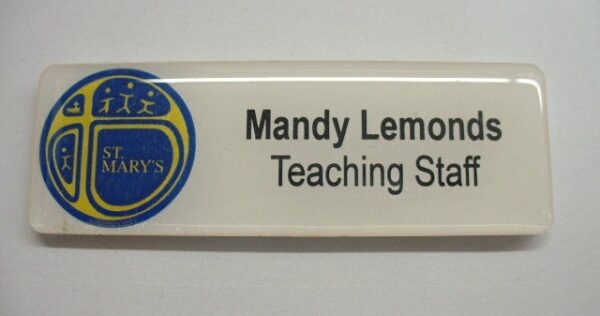 ST.
MARY'S
Mandy Lemonds
Teaching Staff